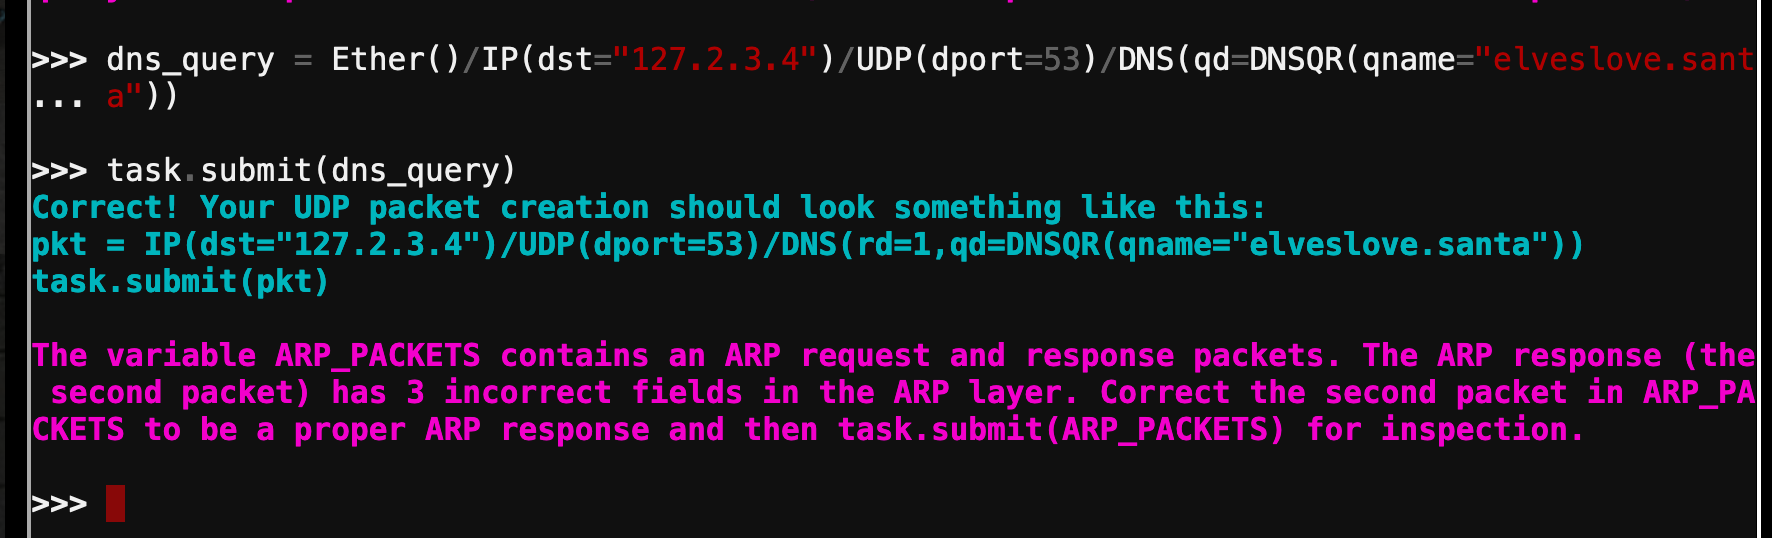 >>> dns_query = Ether()/IP(dst="127.2.3.4")/UDP(dport=53)/DNS(qd=DNSQR(qname="elveslove.sant
... a"))
>>> task.submit(dns_query)
Correct! Your UDP packet creation should look something like this:
pkt = IP(dst="127.2.3.4")/UDP(dport=53)/DNS(rd=1,qd=DNSQR(qname="elveslove.santa"))
task.submit(pkt)
The variable ARP_PACKETS contains an ARP request and response packets. The ARP response (the
 second packet) has 3 incorrect fields in the ARP layer. Correct the second packet in ARP_PA
CKETS to be a proper ARP response and then task.submit(ARP_PACKETS) for inspection.
>>>